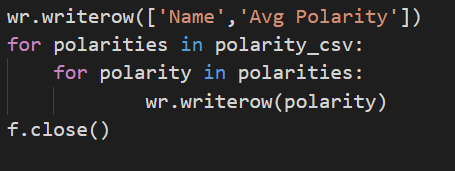 wr.writerow(['Name','Avg Polarity'])
for polarities in polarity_csv:
    for polarity in polarities:
            wr.writerow(polarity)
f.close()